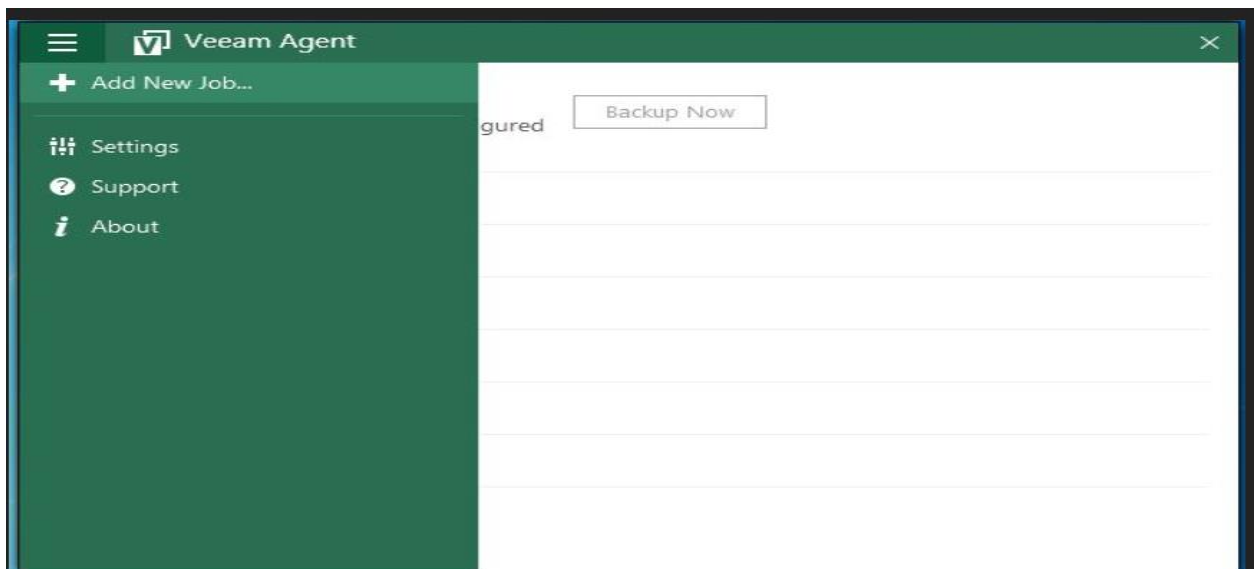 Veeam Agent
Add New Job...
gured
Backup Now
Settings
Support
About